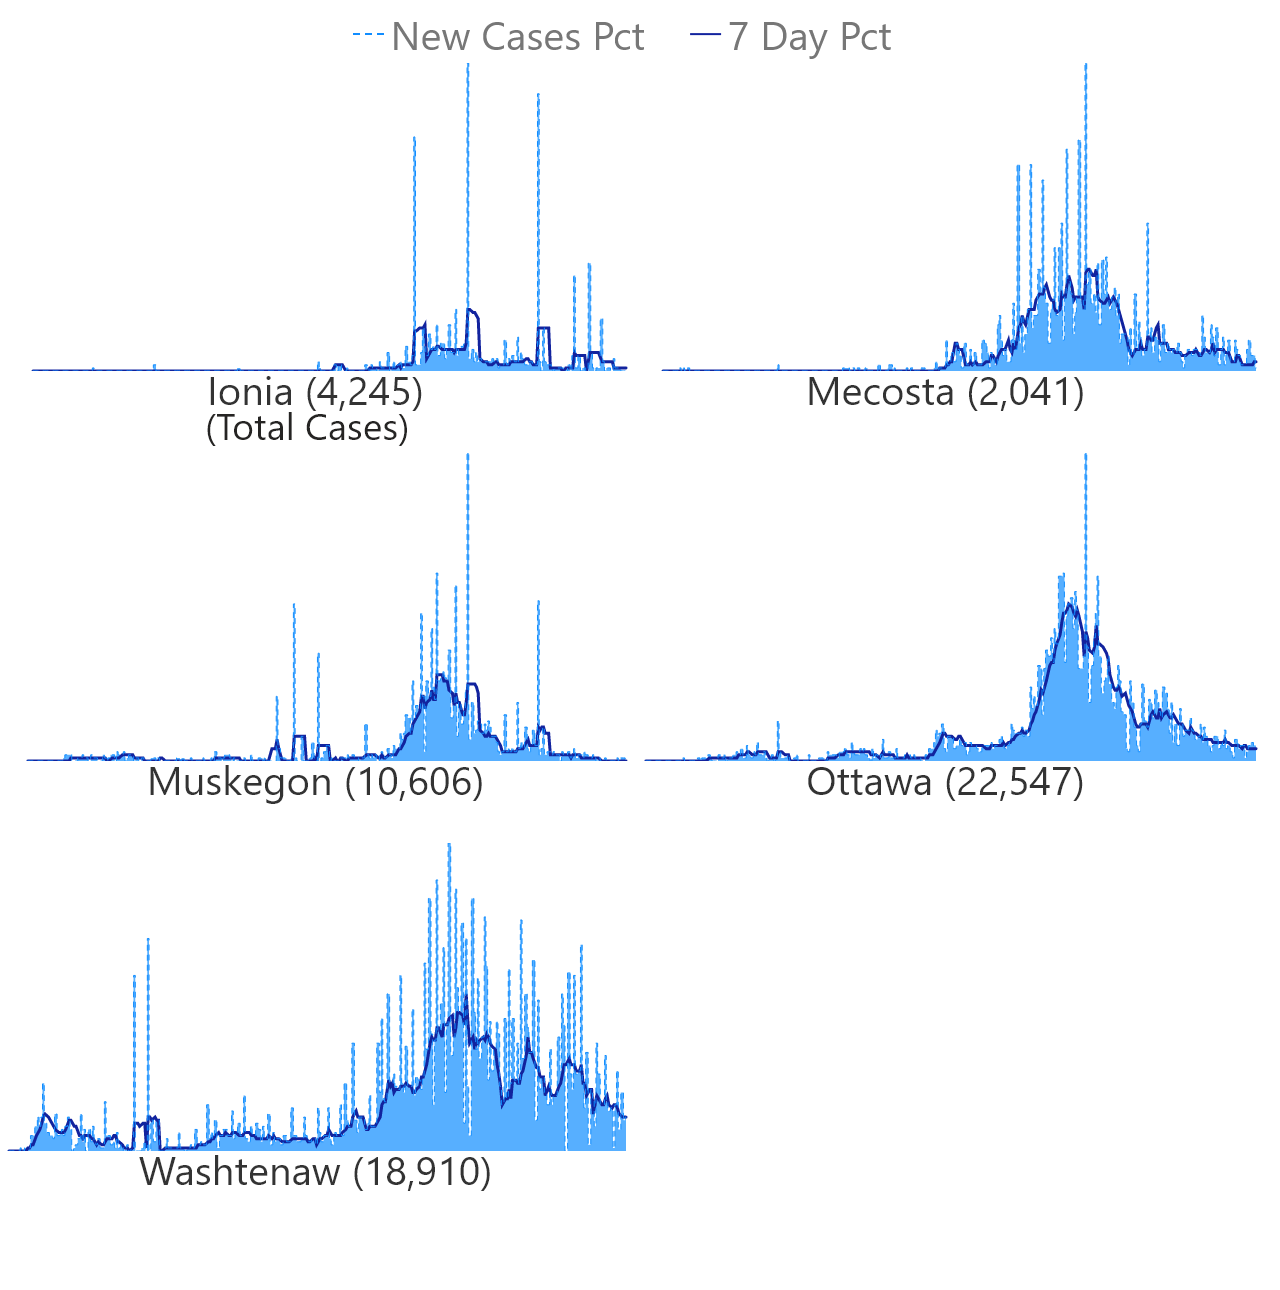 New Cases Pct 7 Day Pct
Ionia (4,245)
(Total Cases)
Mecosta (2,041)
Muskegon (10,606)
Ottawa (22,547)
Washtenaw (18,910)